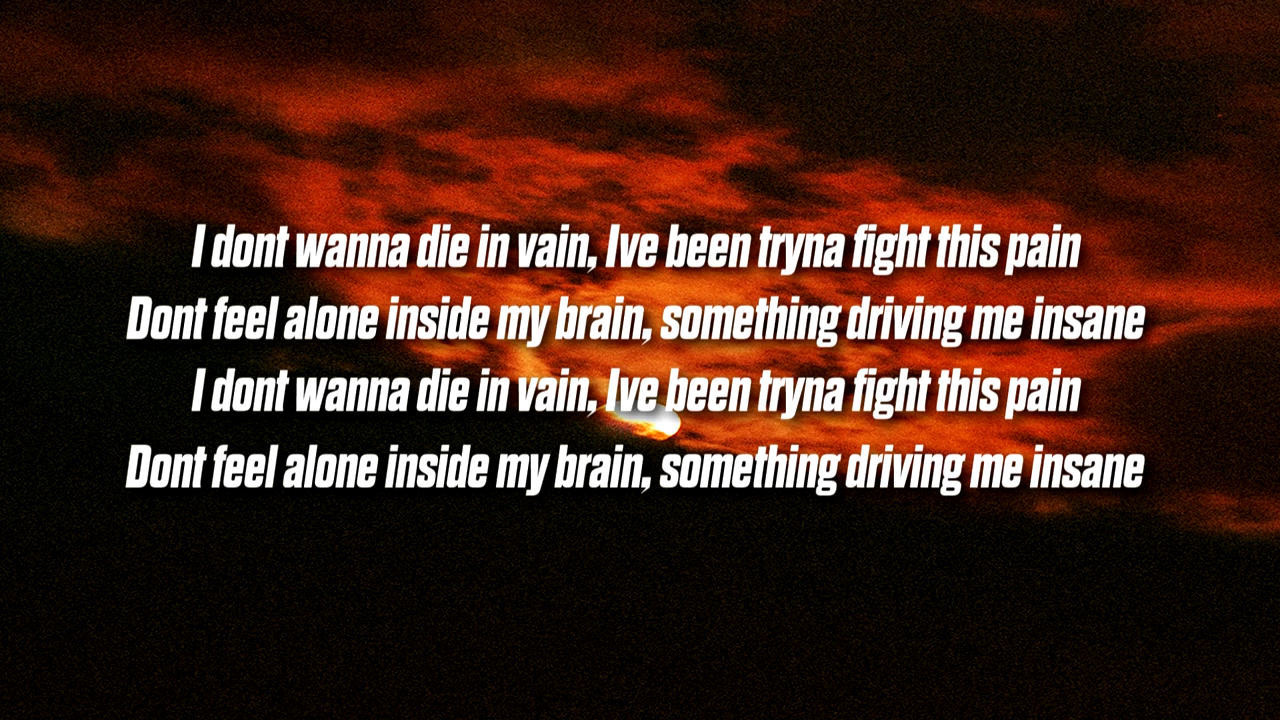 I dont wanna die in vain, Ive been tryna fight this pain
Dont feel alone inside my brain, something driving me insane
I dont wanna die in vain, Ive been tryna fight this pain
Dont feel alone inside my brain, something driving me insane